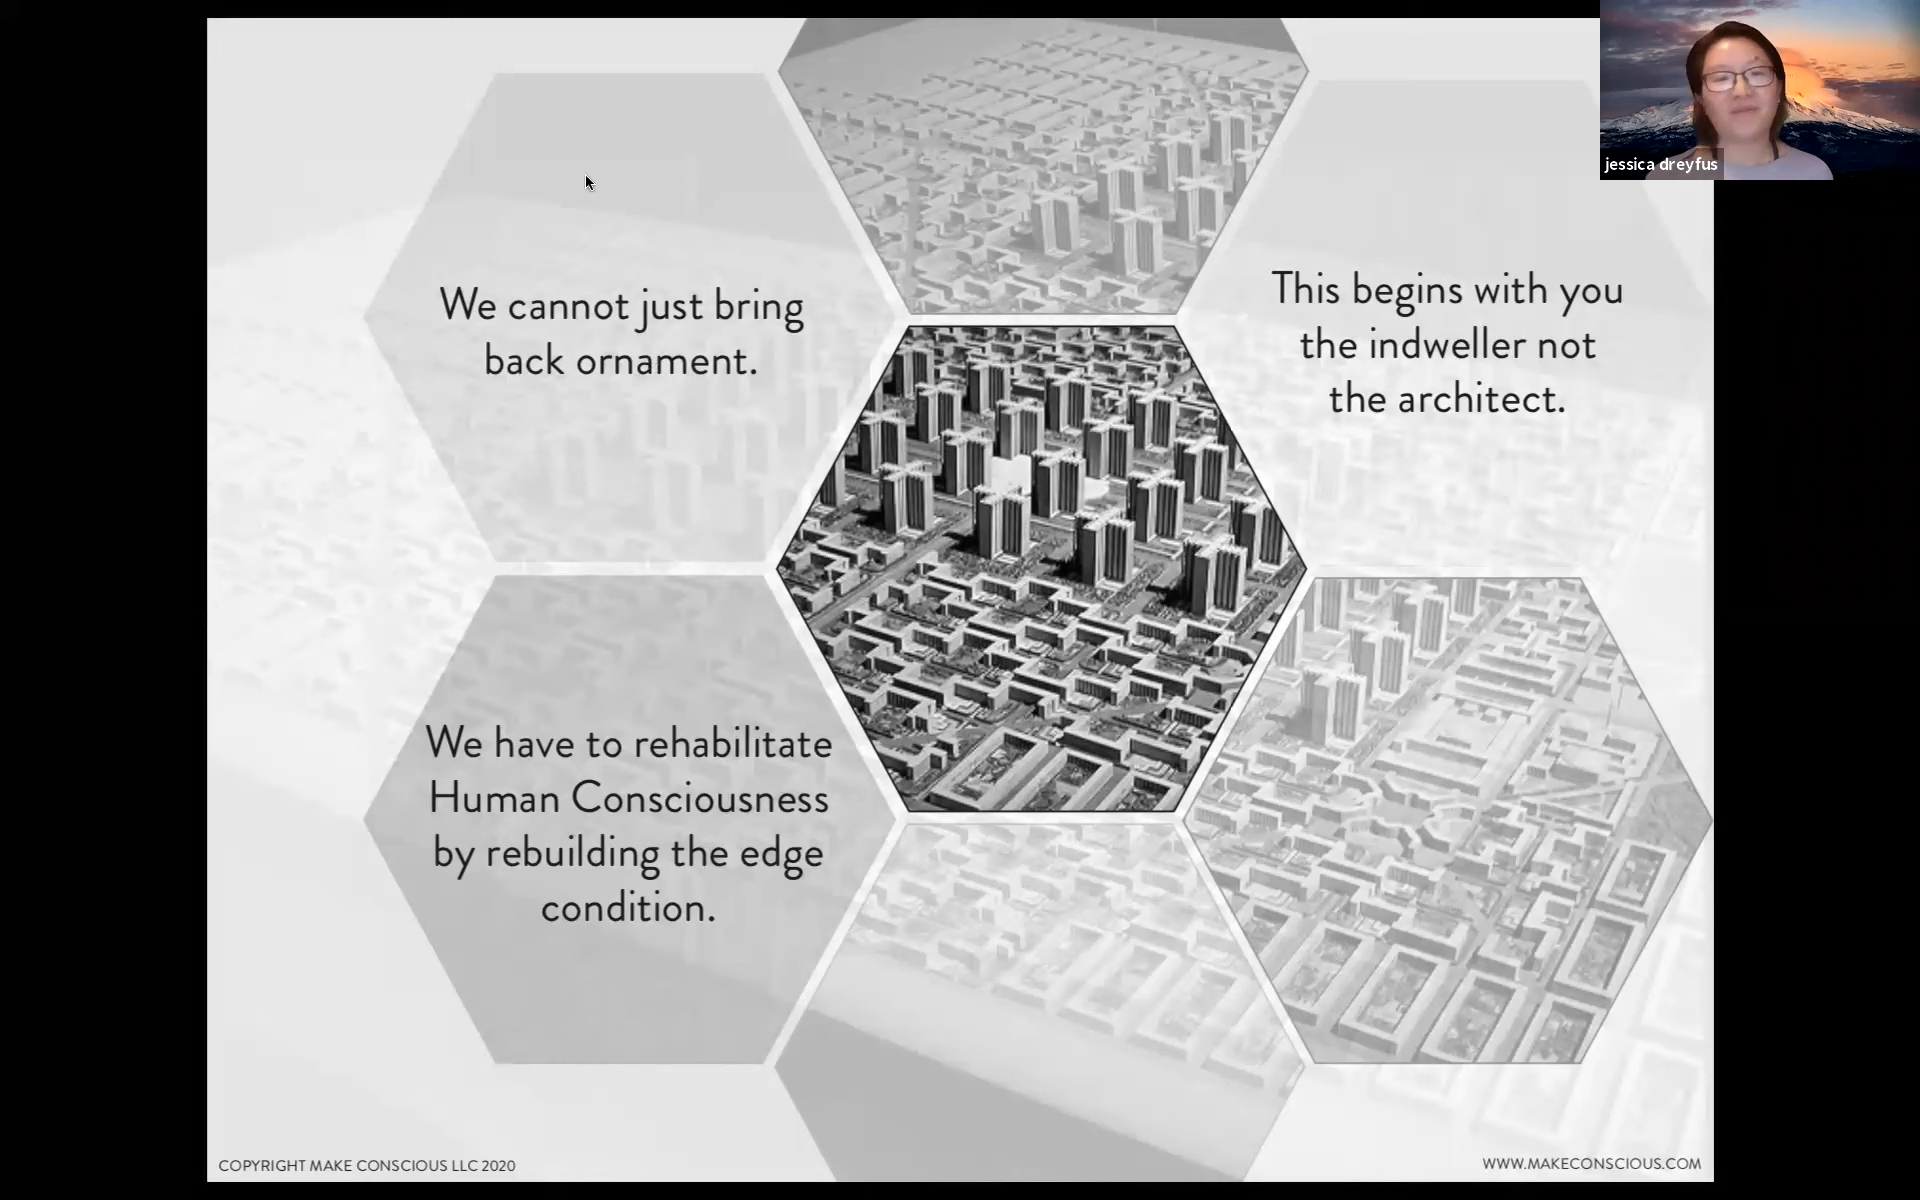 jessica dreyfus
We cannot just bring
back ornament.
This begins with you
the indweller not
the architect.
We have to rehabilitate
Human Consciousness
by rebuilding the edge
condition.
COPYRIGHT MAKE CONSCIOUS LLC 2020
WWW.MAKECONSCIOUS.COM